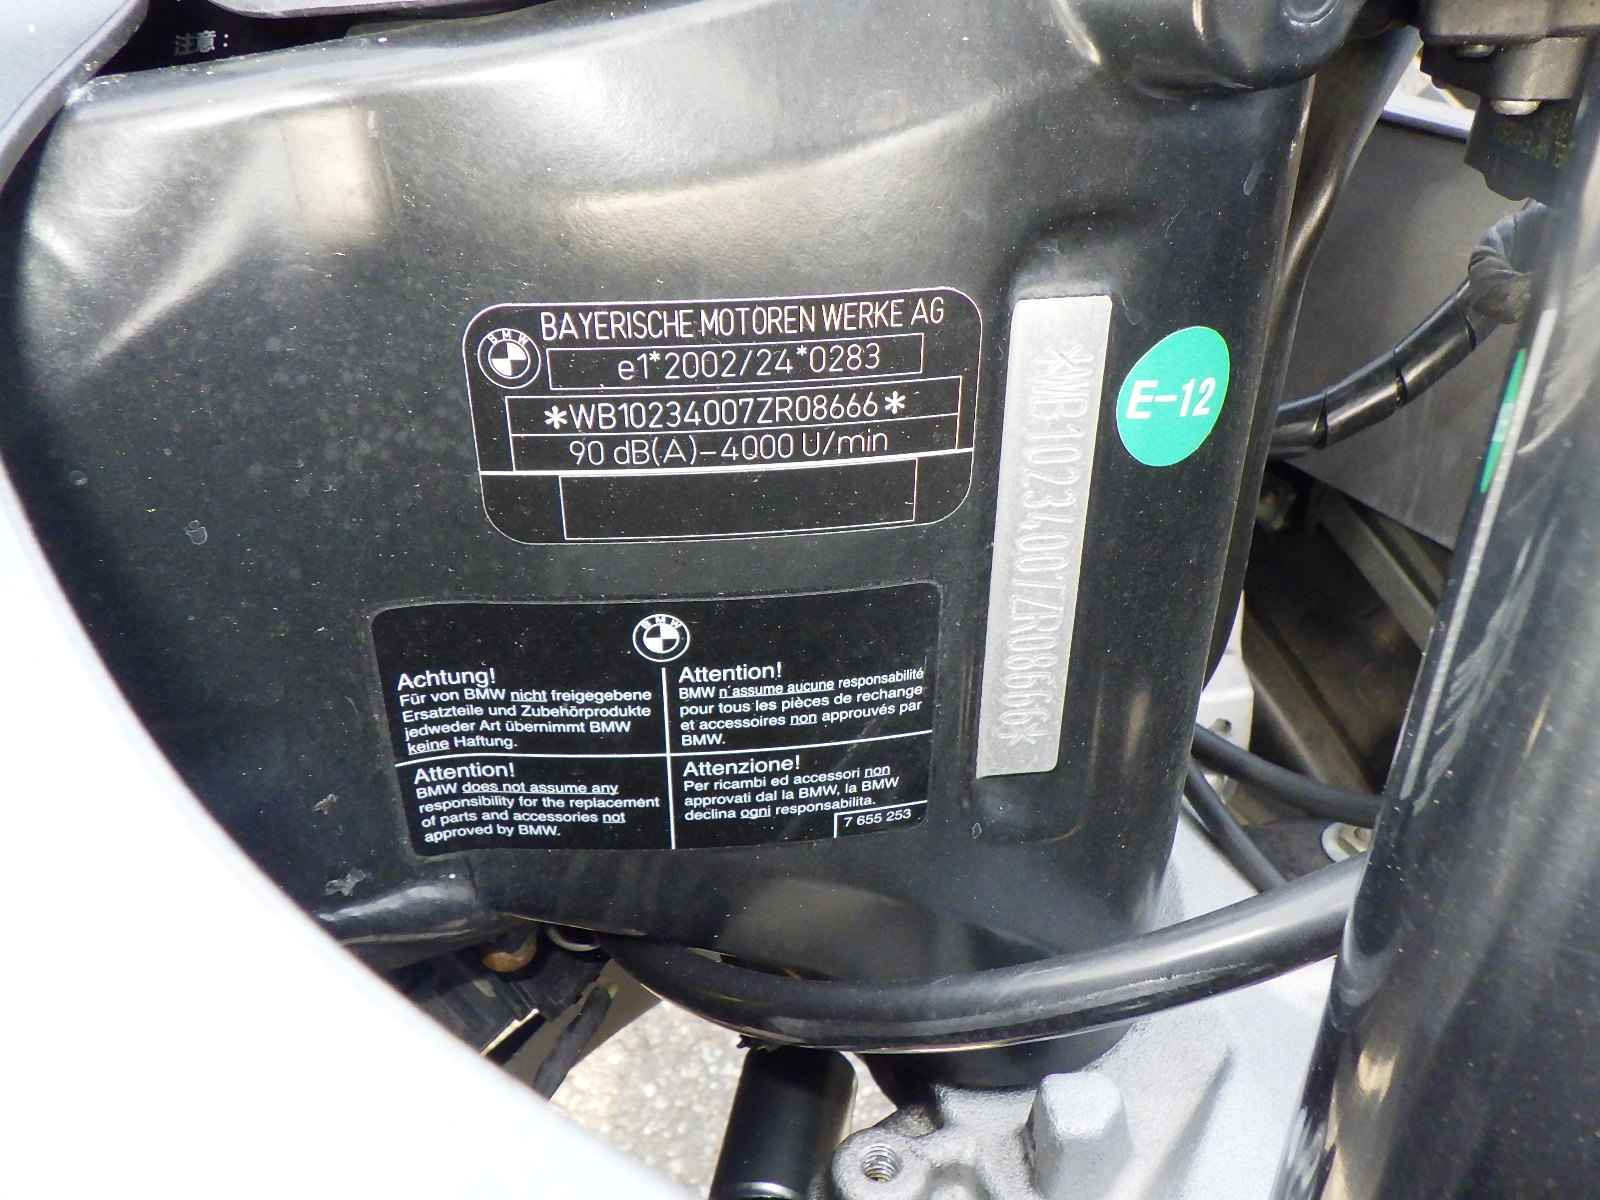 注意：
BMW
BAYERISCHE MOTOREN WERKE AG
e1*2002/24*0283
*WB10234007ZR08666*
90 dB(A)-4000 U/min
*WB10234007ZR08666*
E-12
BMW
Achtung!
Für von BMW nicht freigegebene
Ersatzteile und Zubehörprodukte
jedweder Art übernimmt BMW
keine Haftung.
Attention!
BMW n'assume aucune responsabilité
pour tous les pièces de rechange
et accessoires non approuvés par
BMW.
Attention!
BMW does not assume any
responsibility for the replacement
of parts and accessories not
approved by BMW.
Attenzione!
Per ricambi ed accessori non
approvati dal la BMW, la BMW
declina ogni responsabilita.
7 655 253